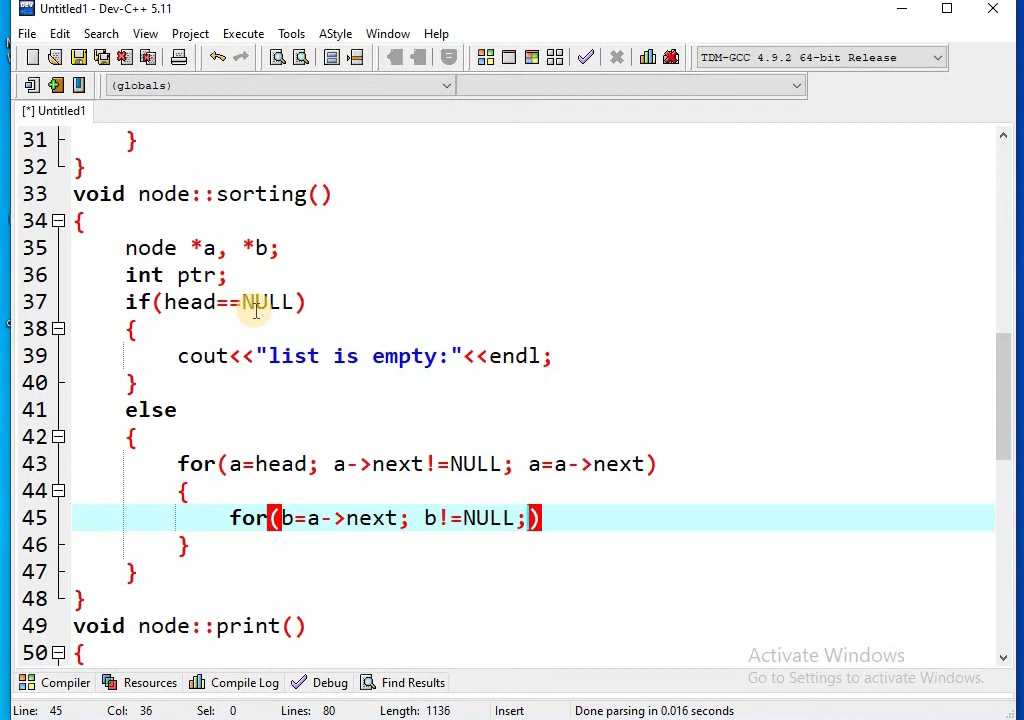 Untitled1 - Dev-C++ 5.11
File Edit Search View Project Execute Tools AStyle Window Help
TDM-GCC 4.9.2 64-bit Release
(globals)
[*] Untitled1
31 }
32 }
33 void node::sorting()
34 {
35 node *a, *b;
36 int ptr;
37 if(head==NULL)
38 {
39 cout<<"list is empty:"<<endl;
40 }
41 else
42 {
43 for(a=head; a->next!=NULL; a=a->next)
44 {
45 for(b=a->next; b!=NULL;)
46 }
47 }
48 }
49 void node::print()
50 {
Activate Windows
Go to Settings to activate Windows.
Compiler Resources Compile Log Debug Find Results
Line: 45 Col: 36 Sel: 0 Lines: 80 Length: 1136 Insert Done parsing in 0.016 seconds